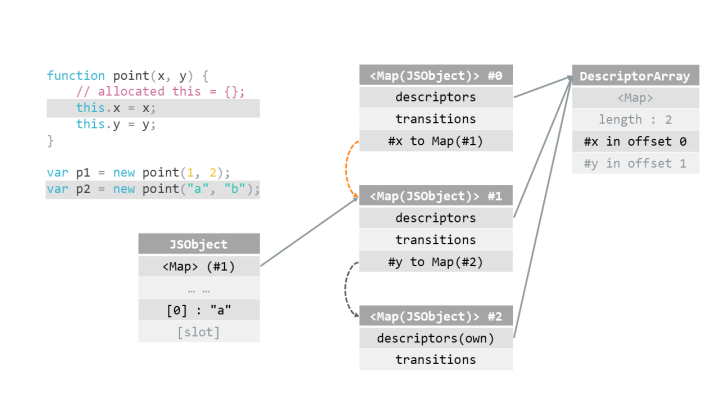 function point(x, y) {
// allocated this = {};
this.x = x;
this.y = y;
}
var p1 = new point(1, 2);
var p2 = new point("a", "b");
JSObject
<Map> (#1)
… …
[0] : "a"
[slot]
<Map(JSObject)> #0
descriptors
transitions
#x to Map(#1)
<Map(JSObject)> #1
descriptors
transitions
#y to Map(#2)
<Map(JSObject)> #2
descriptors(own)
transitions
DescriptorArray
<Map>
length : 2
#x in offset 0
#y in offset 1